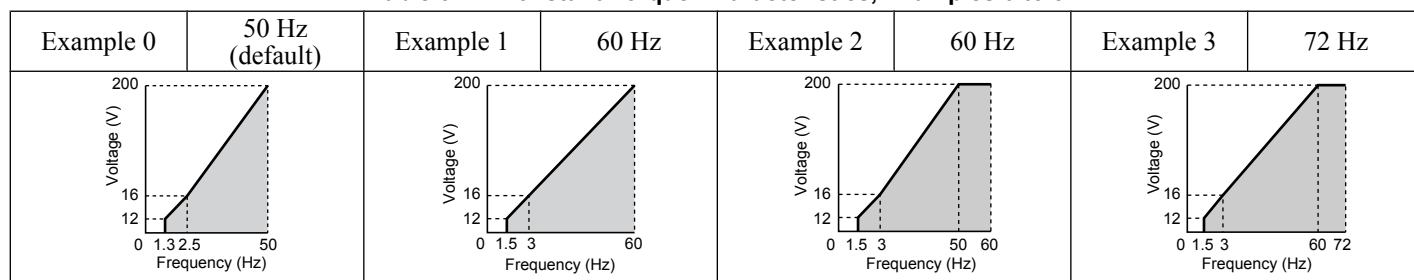 Example 0
50 Hz
(default)
Example 1
60 Hz
Example 2
60 Hz
Example 3
72 Hz
200
Voltage (V)
16
12
0 1.3 2.5 50
Frequency (Hz)
200
Voltage (V)
16
12
0 1.5 3 60
Frequency (Hz)
200
Voltage (V)
16
12
0 1.5 3 50 60
Frequency (Hz)
200
Voltage (V)
16
12
0 1.5 3 60 72
Frequency (Hz)